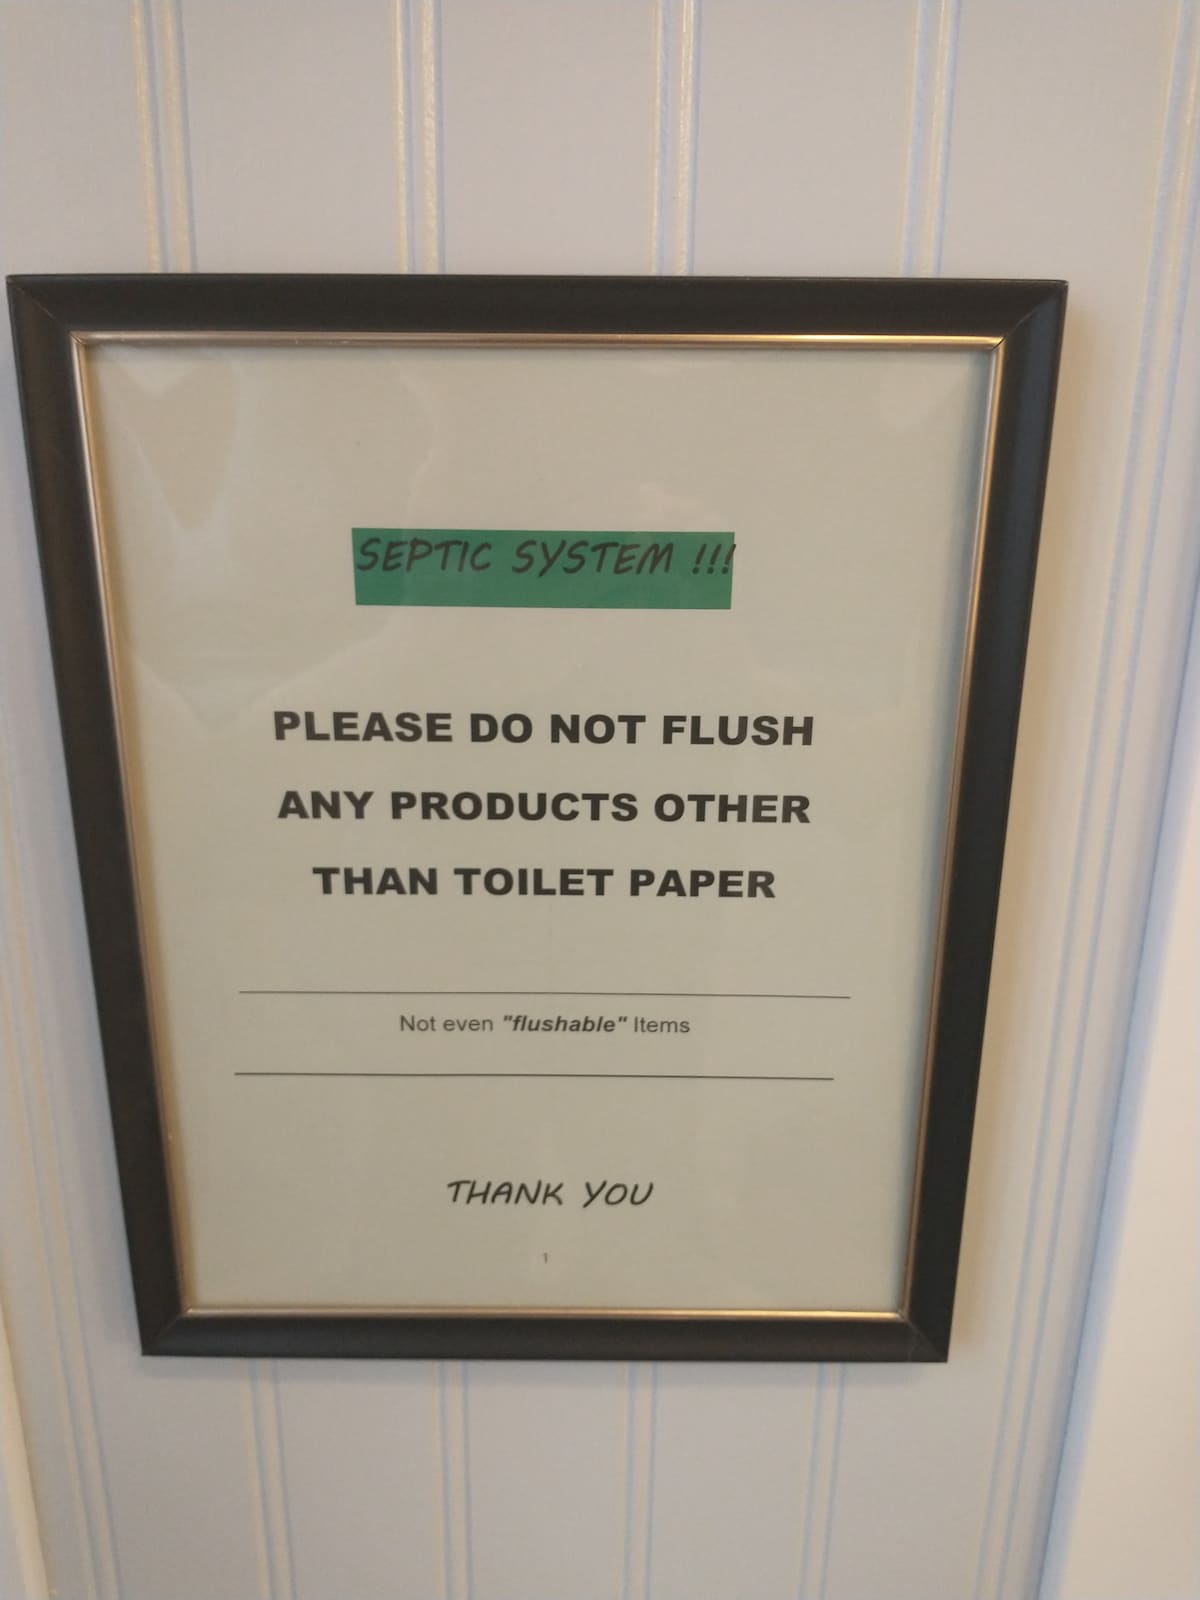 SEPTIC SYSTEM !!!
PLEASE DO NOT FLUSH
ANY PRODUCTS OTHER
THAN TOILET PAPER
Not even "flushable" Items
THANK YOU
1